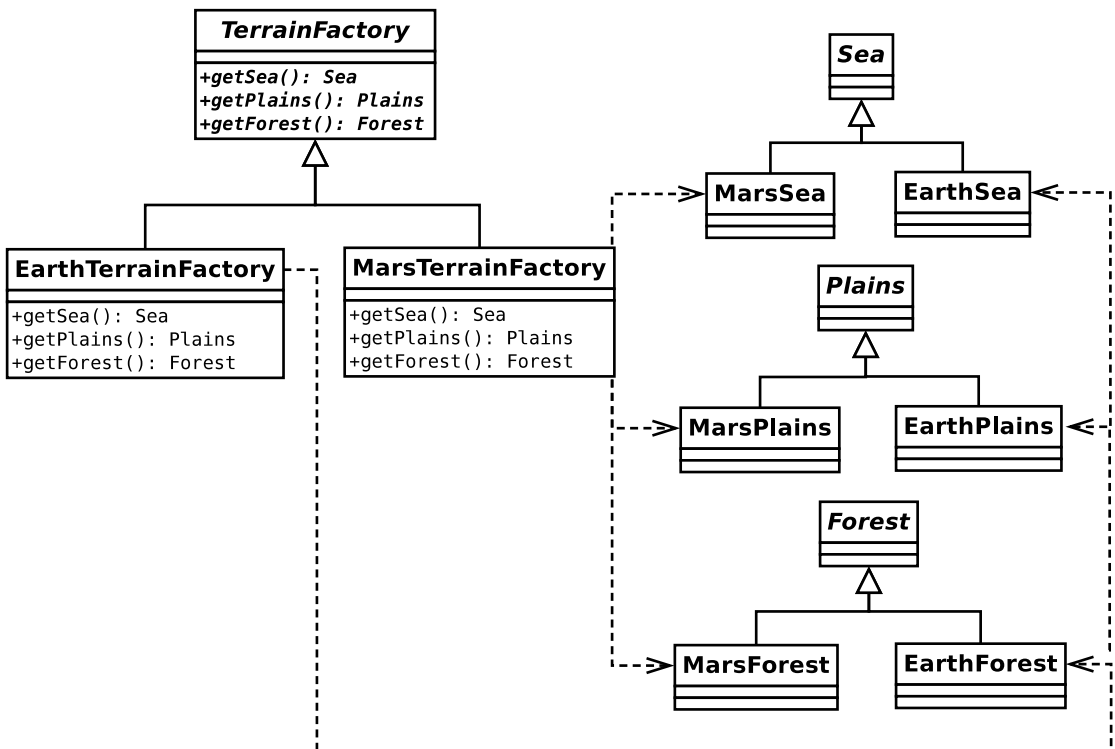 TerrainFactory
+getSea(): Sea
+getPlains(): Plains
+getForest(): Forest
EarthTerrainFactory
+getSea(): Sea
+getPlains(): Plains
+getForest(): Forest
MarsTerrainFactory
+getSea(): Sea
+getPlains(): Plains
+getForest(): Forest
Sea
MarsSea
EarthSea
Plains
MarsPlains
EarthPlains
Forest
MarsForest
EarthForest